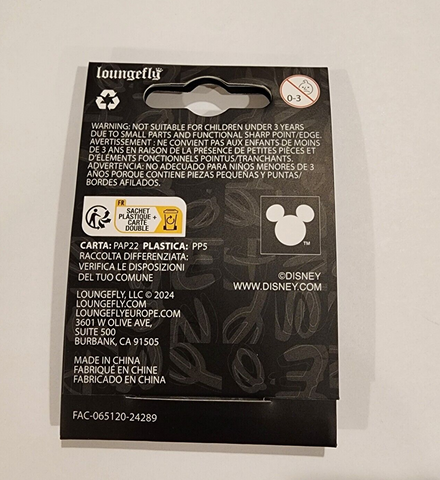 loungefly
0-3
WARNING: NOT SUITABLE FOR CHILDREN UNDER 3 YEARS
DUE TO SMALL PARTS AND FUNCTIONAL SHARP POINT/EDGE.
AVERTISSEMENT : NE CONVIENT PAS AUX ENFANTS DE MOINS
DE 3 ANS EN RAISON DE LA PRÉSENCE DE PETITES PIÈCES ET
D'ÉLÉMENTS FONCTIONNELS POINTUS/TRANCHANTS.
ADVERTENCIA: NO ADECUADO PARA NIÑOS MENORES DE 3
AÑOS PORQUE CONTIENE PIEZAS PEQUEÑAS Y PUNTAS/
BORDES AFILADOS.
FR
SACHET
PLASTIQUE +
CARTE
DOUBLE
CARTA: PAP22 PLASTICA: PP5
RACCOLTA DIFFERENZIATA:
VERIFICA LE DISPOSIZIONI
DEL TUO COMUNE
TM
©DISNEY
WWW.DISNEY.COM
LOUNGEFLY, LLC © 2024
LOUNGEFLY.COM
LOUNGEFLYEUROPE.COM
3601 W OLIVE AVE,
SUITE 500
BURBANK, CA 91505
MADE IN CHINA
FABRIQUÉ EN CHINE
FABRICADO EN CHINA
FAC-065120-24289